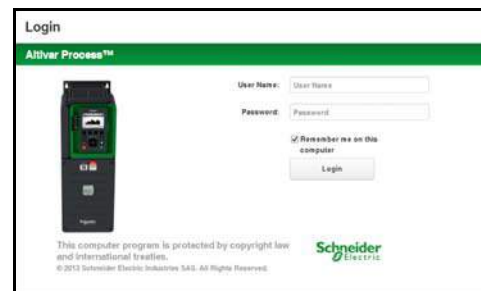 Login
Altivar Process™
User Name:
User Name
Password:
Password
Remember me on this
computer
Login
This computer program is protected by copyright law
and international treaties.
© 2013 Schneider Electric Industries SAS. All Rights Reserved.
Schneider
Electric